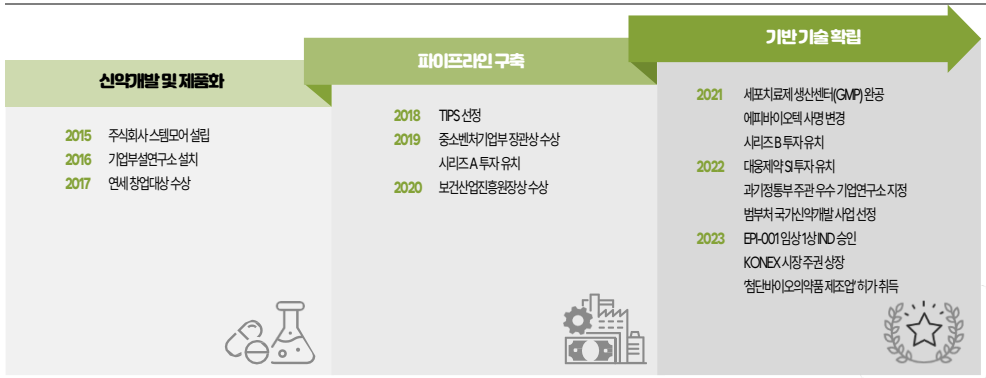 신약개발 및 제품화
2015 주식회사 스템모어 설립
2016 기업부설연구소 설치
2017 연세 창업대상 수상
파이프라인 구축
2018 TIPS 선정
2019 중소벤처기업부 장관상 수상
시리즈 A 투자 유치
2020 보건산업진흥원장상 수상
기반 기술 확립
2021 세포치료제 생산센터(GMP) 완공
에피바이오텍 사명 변경
시리즈 B 투자 유치
2022 대웅제약 SI 투자 유치
과기정통부 주관 우수 기업연구소 지정
범부처 국가신약개발 사업 선정
2023 EPI-001 임상 1상 IND 승인
KONEX 시장 주권 상장
‘첨단바이오의약품 제조업’ 허가 취득